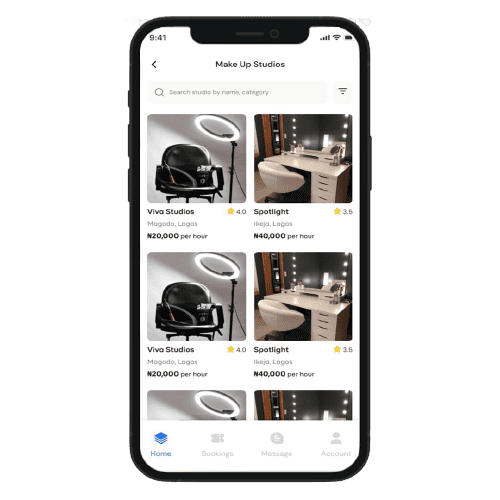 9:41
Make Up Studios
Search studio by name, category
Viva Studios 4.0
Magodo, Lagos
₦20,000 per hour
Spotlight 3.5
Ikeja, Lagos
₦40,000 per hour
Viva Studios 4.0
Magodo, Lagos
₦20,000 per hour
Spotlight 3.5
Ikeja, Lagos
₦40,000 per hour
Home
Bookings
Message
Account